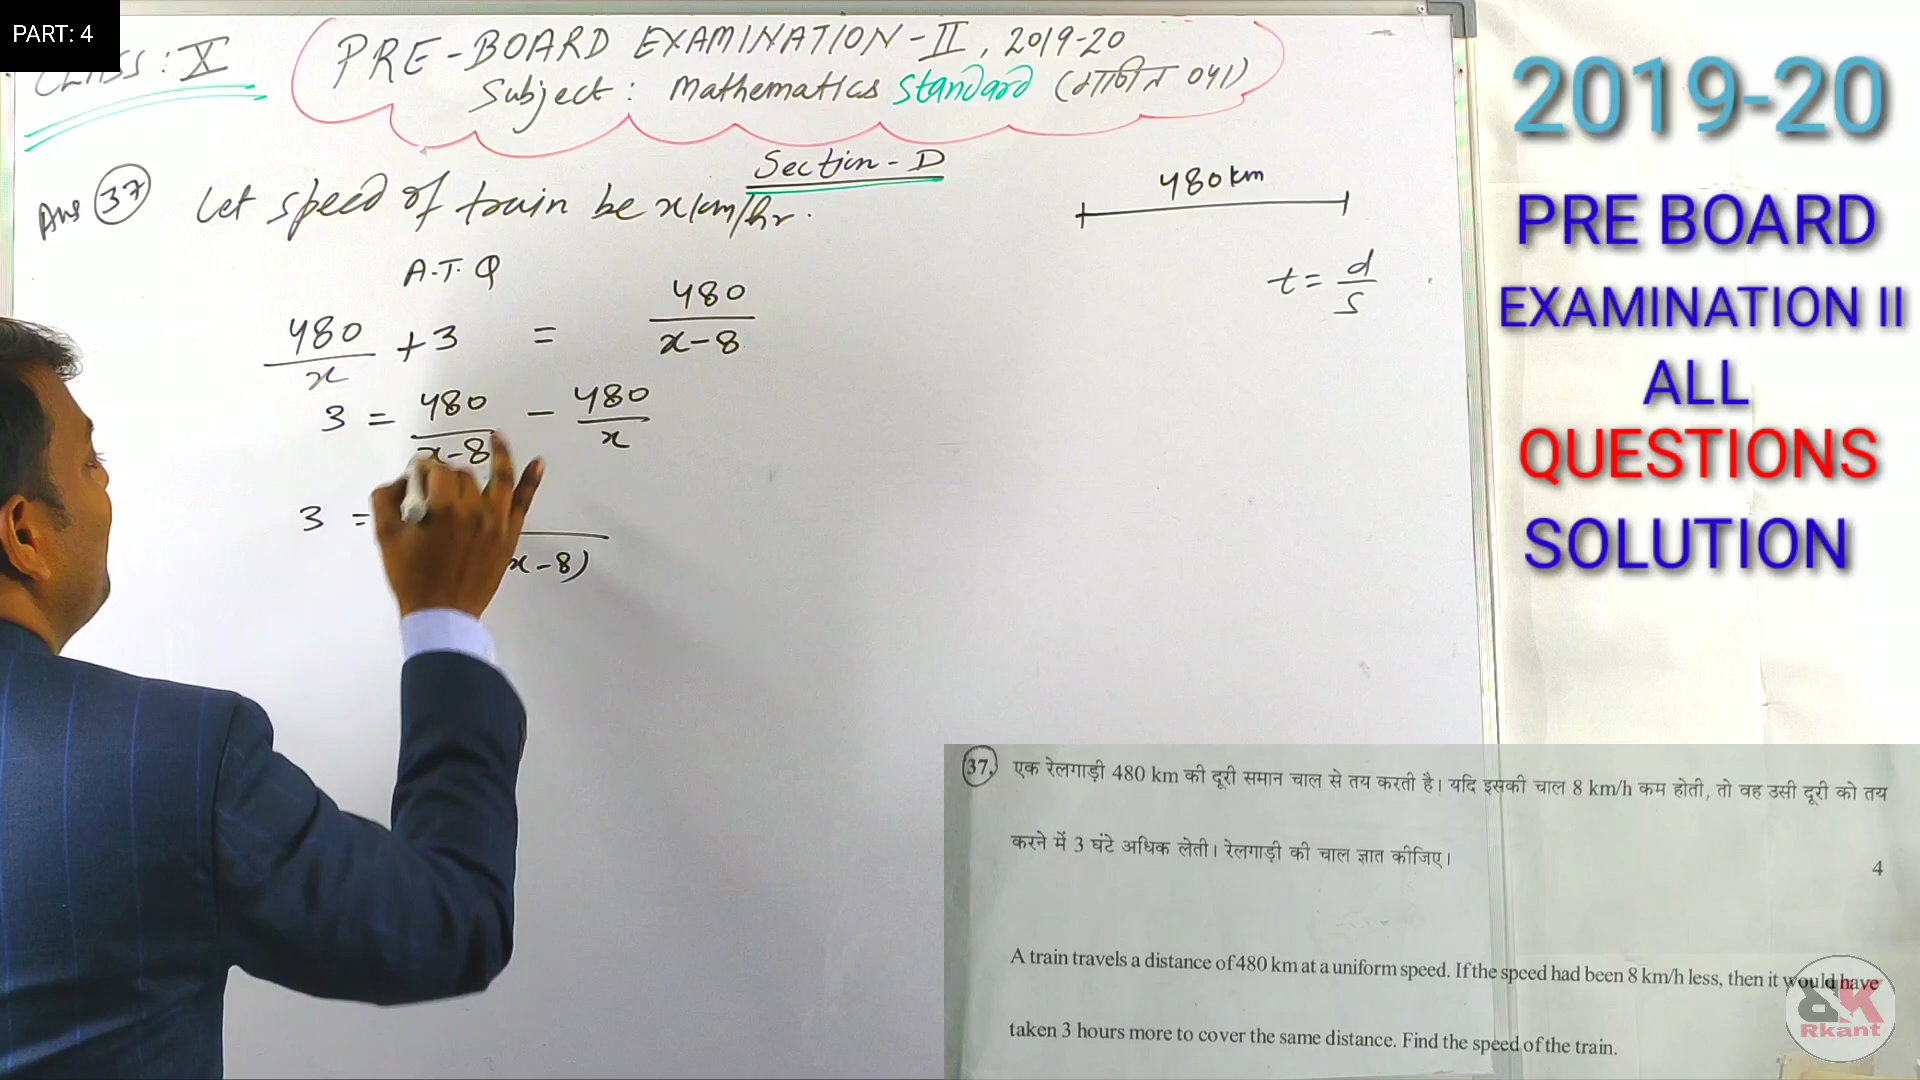 PART: 4
CLASS: X
PRE-BOARD EXAMINATION-II, 2019-20
Subject: Mathematics Standard (गणित 041)
Section-D
Ans 37 Let speed of train be x km/hr.
480km
A.T.Q
t = d/s
480/x + 3 = 480/x-8
3 = 480/x-8 - 480/x
3 =
x-8)
2019-20
PRE BOARD
EXAMINATION II
ALL
QUESTIONS
SOLUTION
37. एक रेलगाड़ी 480 km की दूरी समान चाल से तय करती है। यदि इसकी चाल 8 km/h कम होती, तो वह उसी दूरी को तय
करने में 3 घंटे अधिक लेती। रेलगाड़ी की चाल ज्ञात कीजिए।
4
A train travels a distance of 480 km at a uniform speed. If the speed had been 8 km/h less, then it would have
taken 3 hours more to cover the same distance. Find the speed of the train.
RK
Rkant